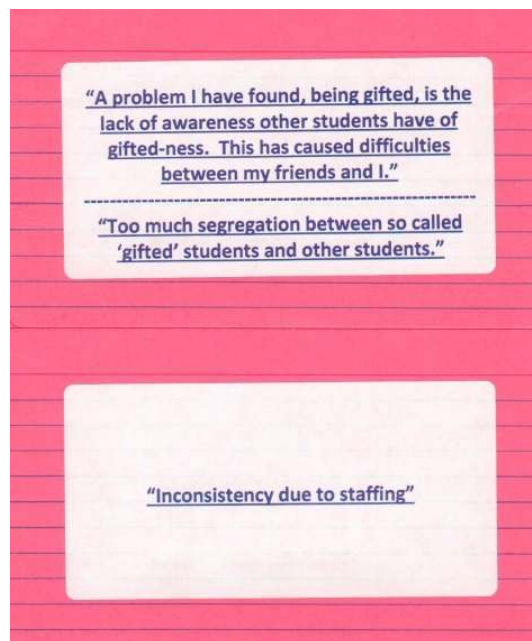 “A problem I have found, being gifted, is the
lack of awareness other students have of
gifted-ness.  This has caused difficulties
between my friends and I.”
--------------------------------------------------------
“Too much segregation between so called
‘gifted’ students and other students.”
“Inconsistency due to staffing”